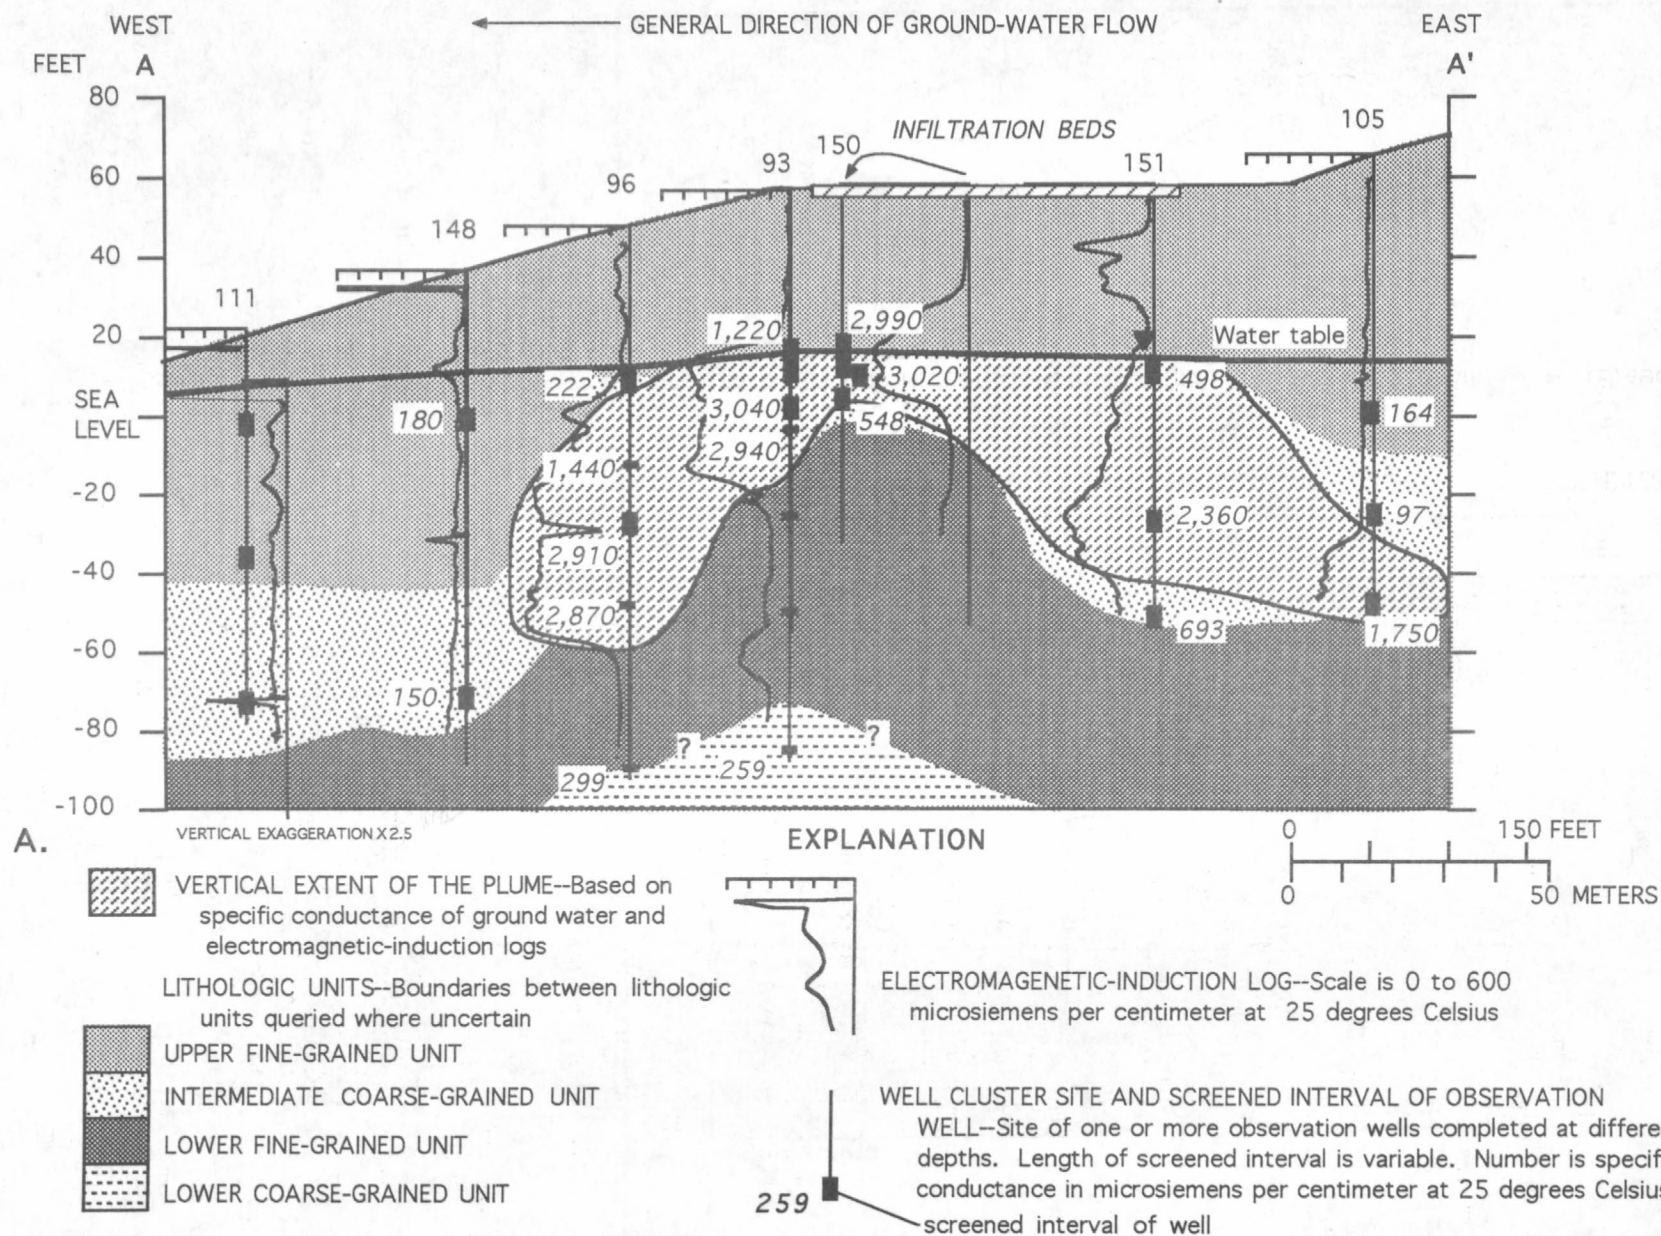 WEST
GENERAL DIRECTION OF GROUND-WATER FLOW
EAST
FEET
A
A'
80
60
40
20
SEA
LEVEL
-20
-40
-60
-80
-100
111
148
96
93
150
INFILTRATION BEDS
151
105
Water table
1,220
2,990
222
3,020
498
180
3,040
548
164
1,440
2,940
2,910
2,360
97
2,870
693
1,750
150
?
?
299
259
VERTICAL EXAGGERATION X 2.5
A.
EXPLANATION
0
150 FEET
0
50 METERS
VERTICAL EXTENT OF THE PLUME--Based on
specific conductance of ground water and
electromagnetic-induction logs
LITHOLOGIC UNITS--Boundaries between lithologic
units queried where uncertain
UPPER FINE-GRAINED UNIT
INTERMEDIATE COARSE-GRAINED UNIT
LOWER FINE-GRAINED UNIT
LOWER COARSE-GRAINED UNIT
ELECTROMAGENETIC-INDUCTION LOG--Scale is 0 to 600
microsiemens per centimeter at 25 degrees Celsius
WELL CLUSTER SITE AND SCREENED INTERVAL OF OBSERVATION
WELL--Site of one or more observation wells completed at differe
depths. Length of screened interval is variable. Number is specif
conductance in microsiemens per centimeter at 25 degrees Celsiu
259
screened interval of well